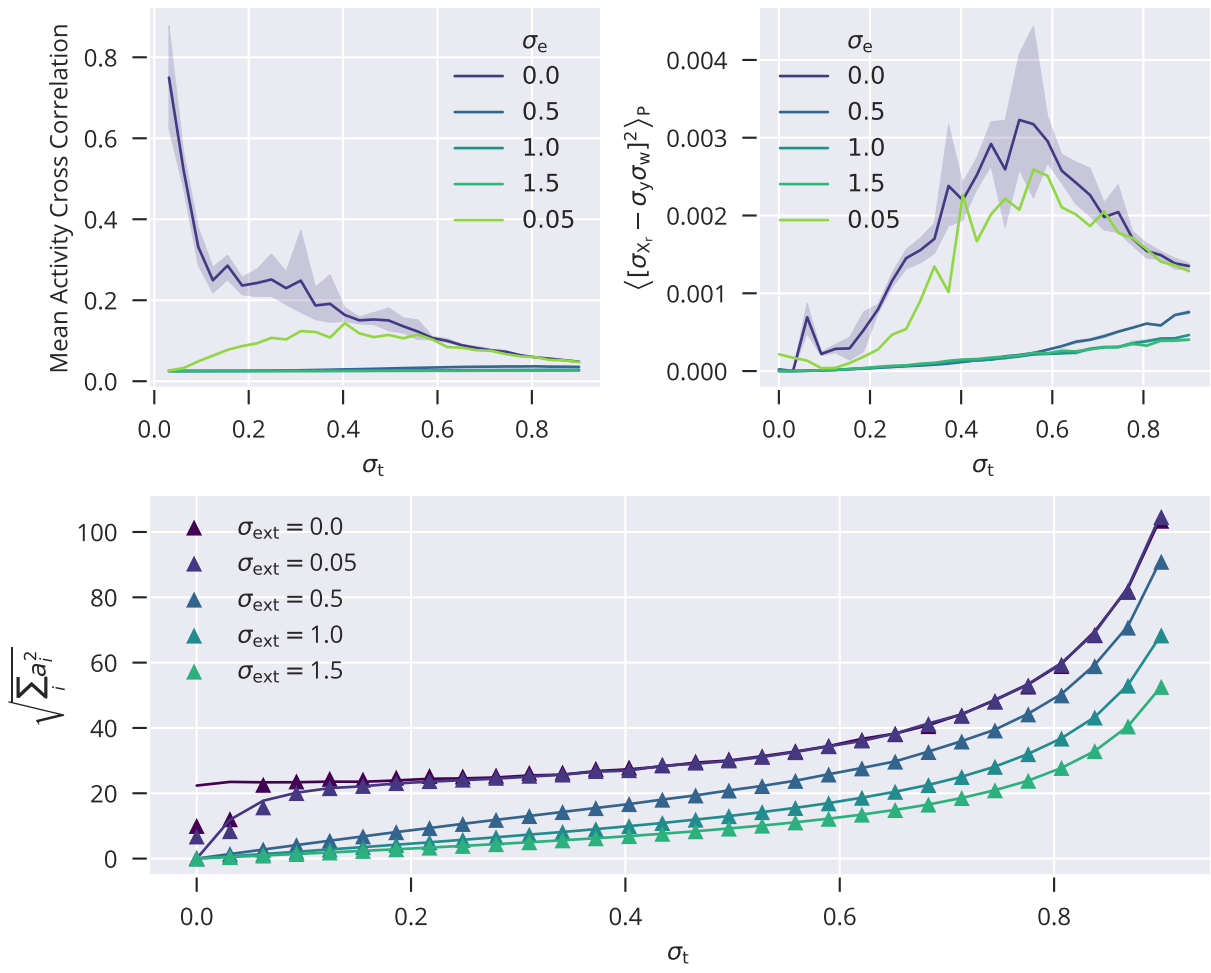 Mean Activity Cross Correlation
0.8
0.6
0.4
0.2
0.0
0.0 0.2 0.4 0.6 0.8
σt
σe
0.0
0.5
1.0
1.5
0.05
⟨[σXr − σyσw]²⟩P
0.004
0.003
0.002
0.001
0.000
0.0 0.2 0.4 0.6 0.8
σt
σe
0.0
0.5
1.0
1.5
0.05
√∑i ai²
100
80
60
40
20
0
0.0 0.2 0.4 0.6 0.8
σt
σext = 0.0
σext = 0.05
σext = 0.5
σext = 1.0
σext = 1.5